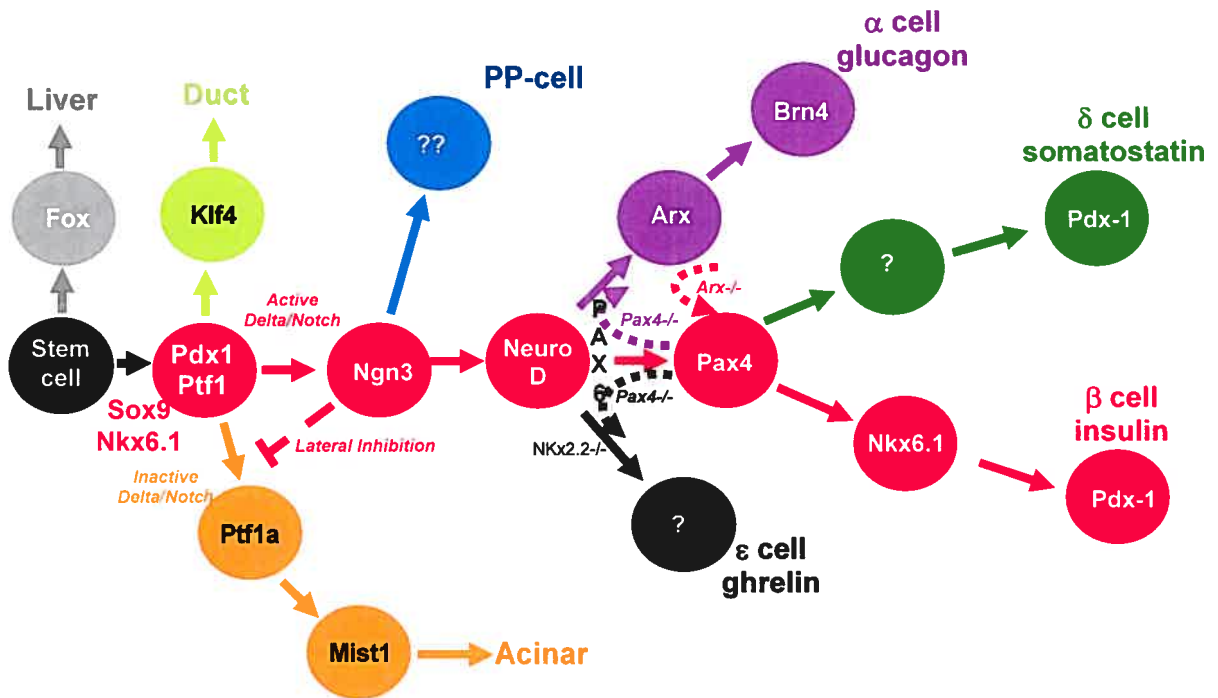 α cell
glucagon
PP-cell
Liver
Duct
Brn4
δ cell
somatostatin
??
Fox
Klf4
Arx
Pdx-1
?
Active
Delta/Notch
Arx-/-
P
A
X
6
Pax4-/-
Stem
cell
Pdx1
Ptf1
Ngn3
Neuro
D
Pax4
Sox9
Nkx6.1
Pax4-/-
Lateral Inhibition
NKx2.2-/-
Nkx6.1
β cell
insulin
Inactive
Delta/Notch
Pdx-1
Ptf1a
?
ε cell
ghrelin
Mist1
Acinar